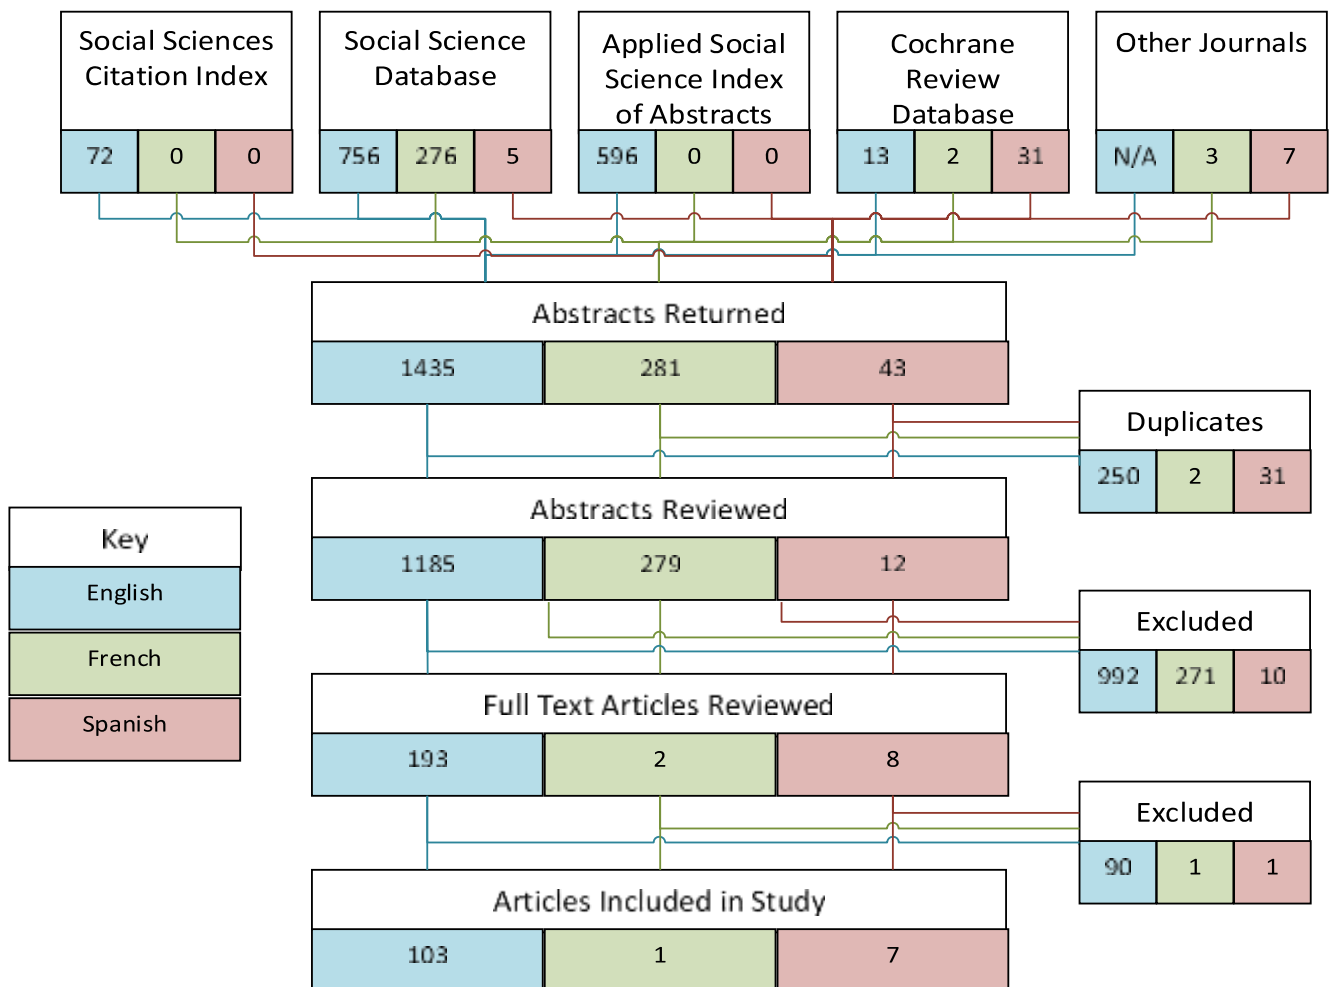 Social Sciences
Citation Index
72 0 0
Social Science
Database
756 276 5
Applied Social
Science Index
of Abstracts
596 0 0
Cochrane
Review
Database
13 2 31
Other Journals
N/A 3 7
Abstracts Returned
1435 281 43
Duplicates
250 2 31
Abstracts Reviewed
1185 279 12
Key
English
French
Spanish
Excluded
992 271 10
Full Text Articles Reviewed
193 2 8
Excluded
90 1 1
Articles Included in Study
103 1 7